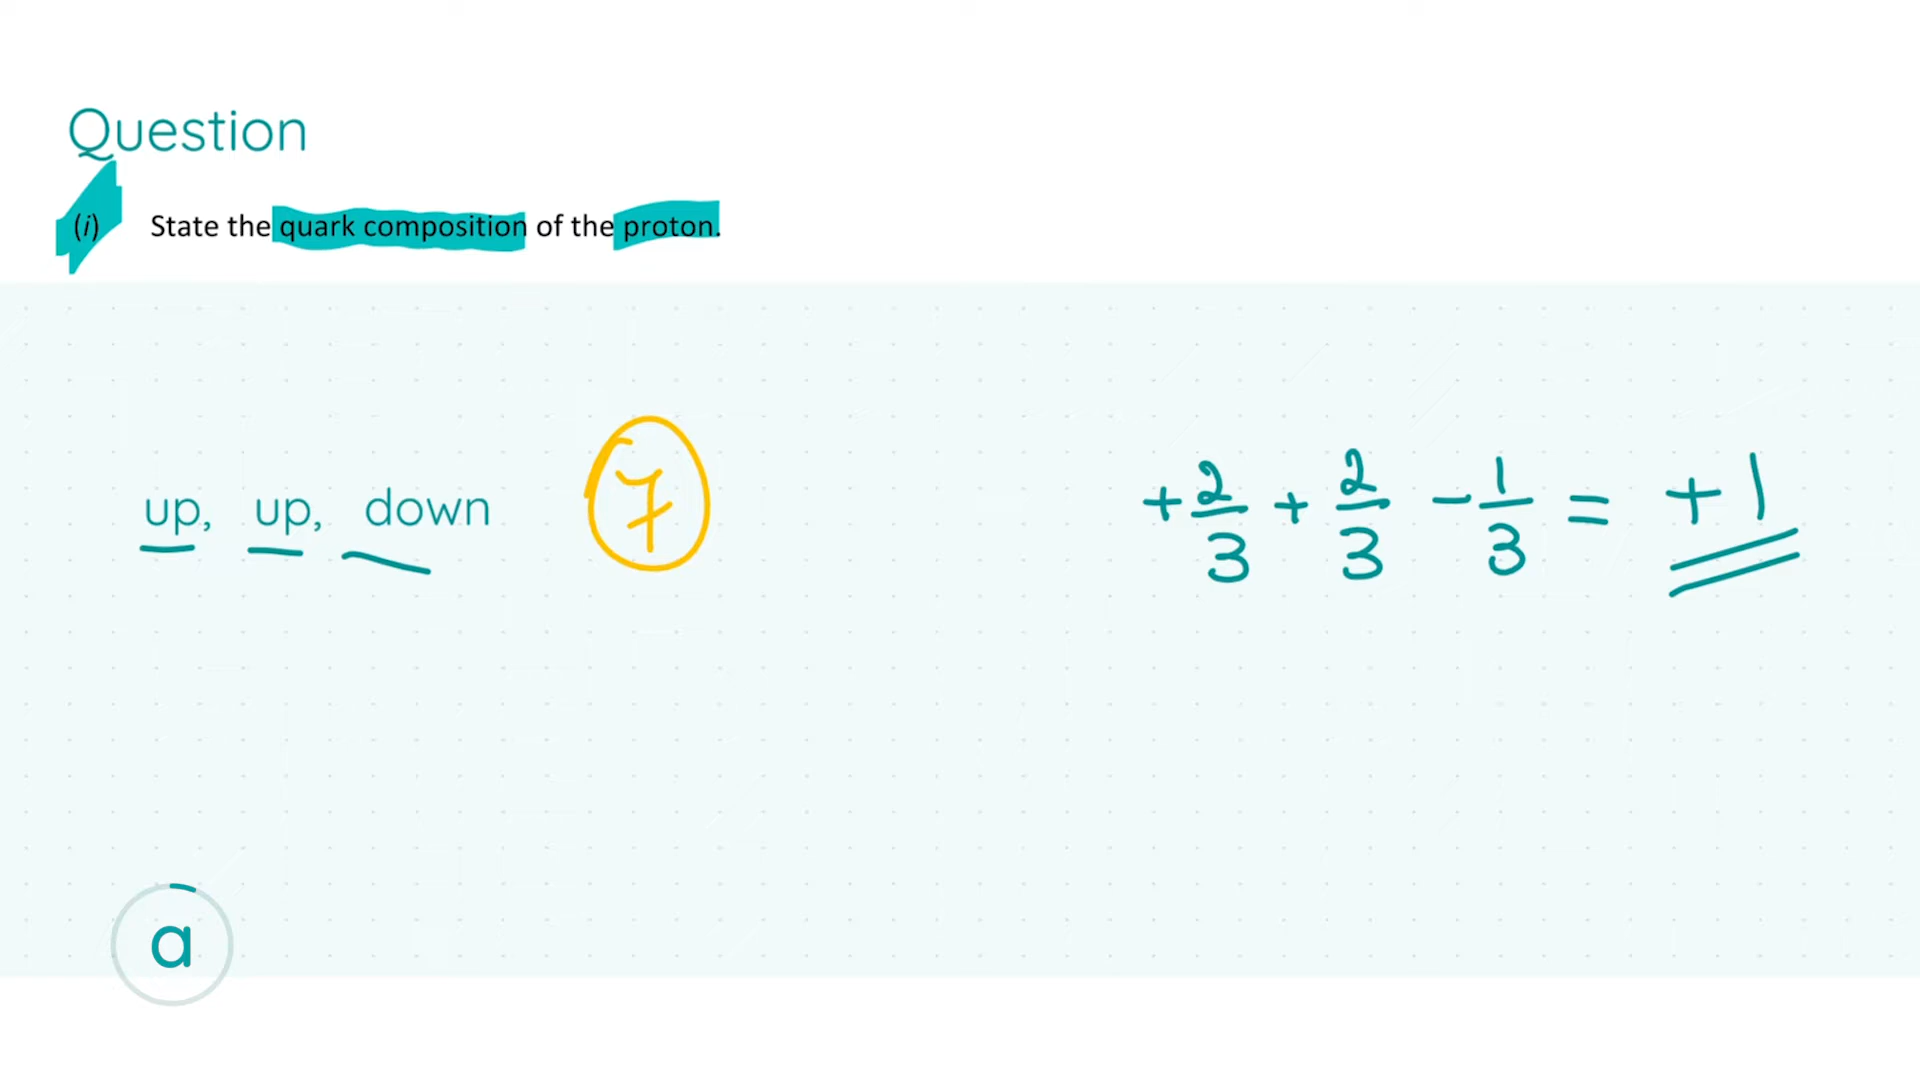 Question
(i) State the quark composition of the proton.
up, up, down 7 +2/3 + 2/3 - 1/3 = +1
a